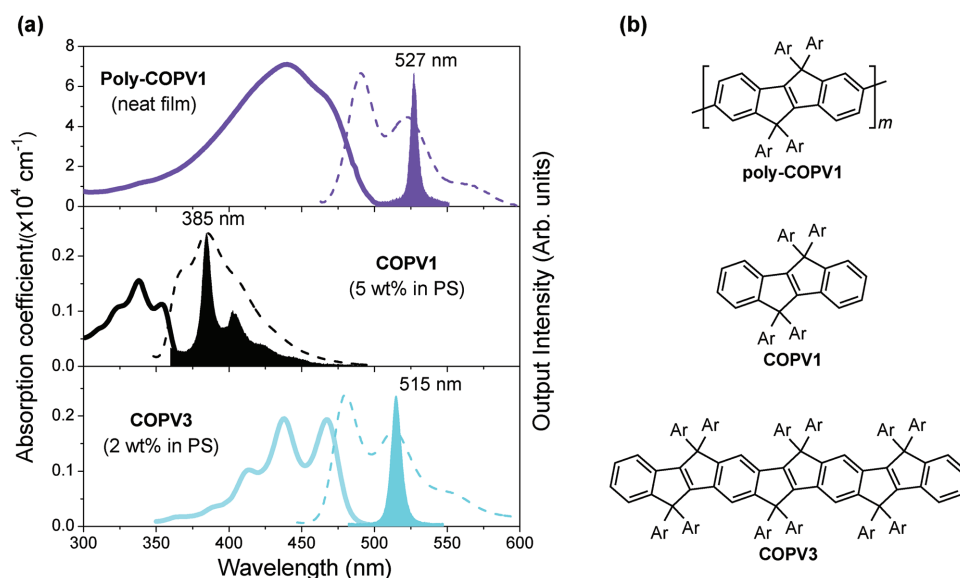 (a)
(b)
Absorption coefficient/(x10⁴ cm⁻¹)
8
6
4
2
0
Poly-COPV1
(neat film)
527 nm
0.2
0.1
0.0
385 nm
COPV1
(5 wt% in PS)
0.2
0.1
0.0
COPV3
(2 wt% in PS)
515 nm
300 350 400 450 500 550 600
Wavelength (nm)
Output Intensity (Arb. units)
Ar Ar
m
Ar Ar
poly-COPV1
Ar Ar
Ar Ar
COPV1
Ar Ar Ar Ar Ar Ar
Ar Ar Ar Ar Ar Ar
COPV3